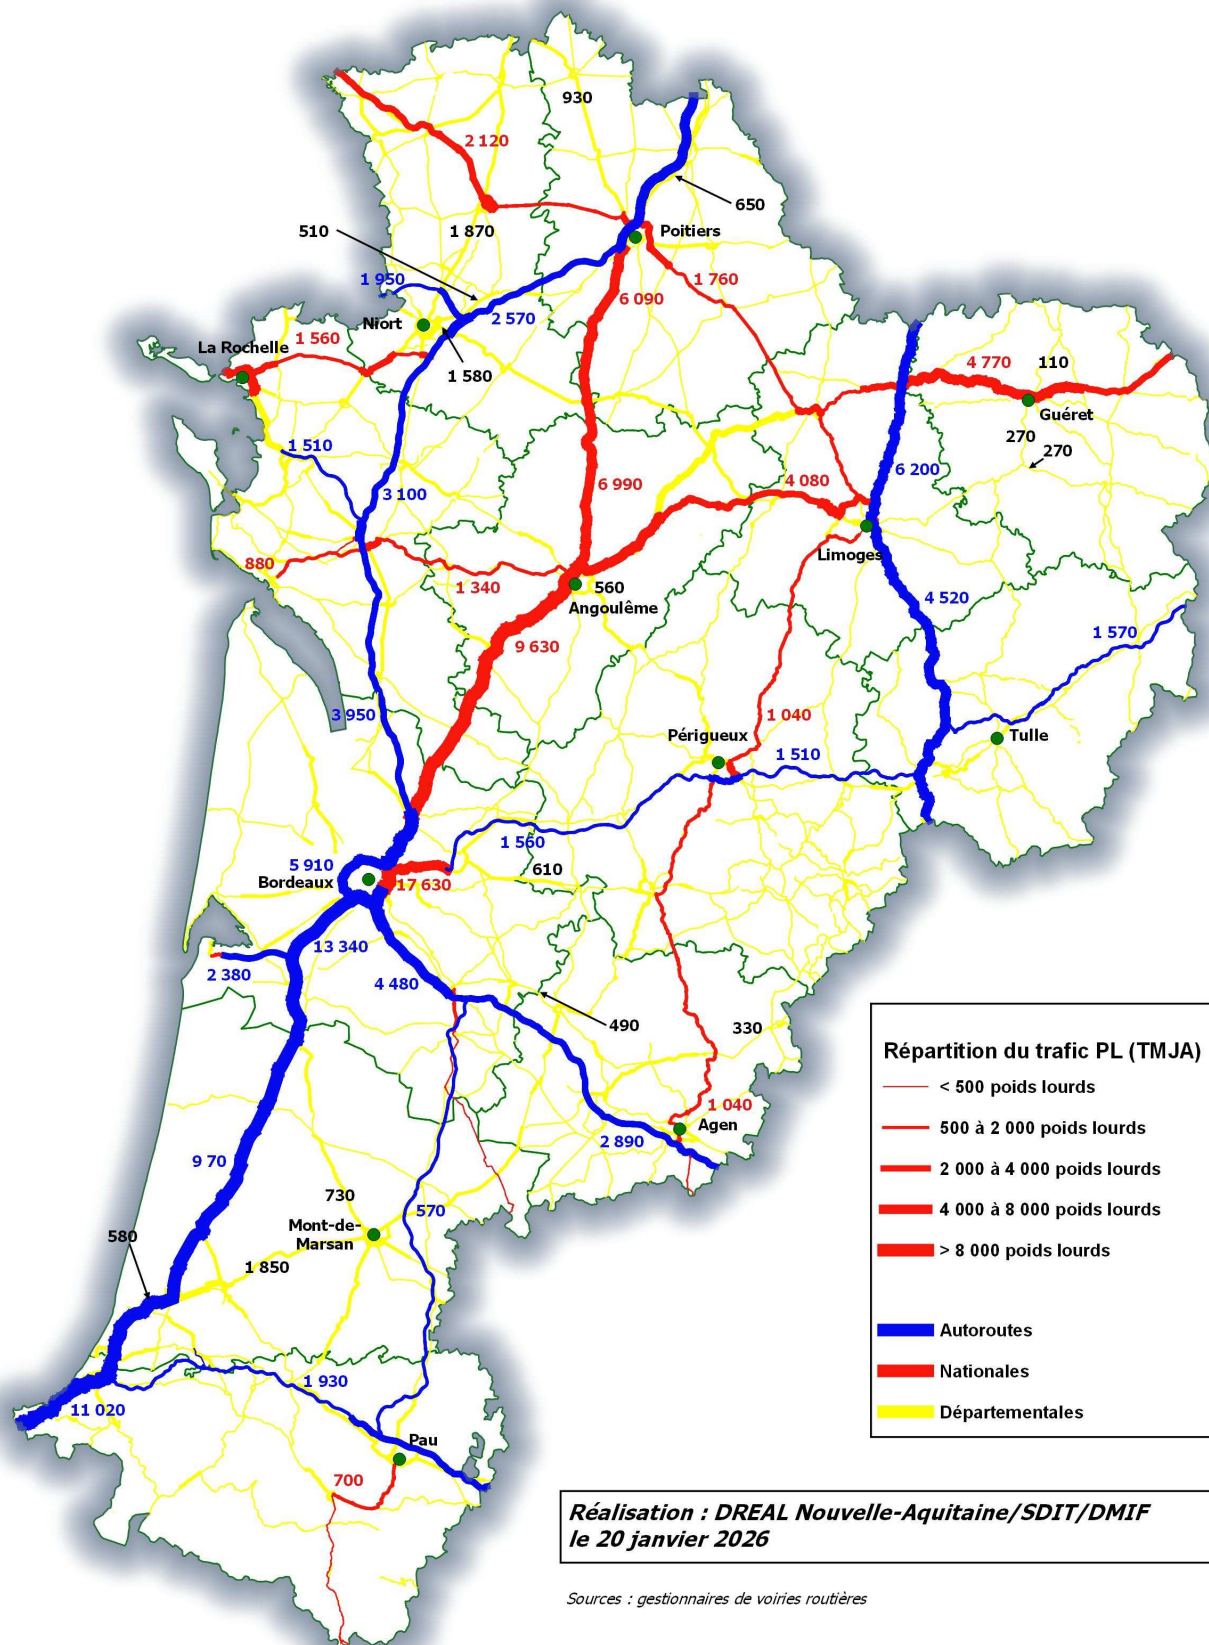 930
2 120
650
1 870
510
Poitiers
1 950
1 760
6 090
2 570
Niort
1 560
La Rochelle
1 580
4 770
110
Guéret
270
270
1 510
6 200
3 100
6 990
4 080
Limoges
880
1 340
560
Angoulême
4 520
1 570
9 630
3 950
1 040
Périgueux
Tulle
1 510
1 560
5 910
610
Bordeaux
17 630
13 340
2 380
4 480
490
330
Répartition du trafic PL (TMJA)
< 500 poids lourds
500 à 2 000 poids lourds
2 000 à 4 000 poids lourds
4 000 à 8 000 poids lourds
> 8 000 poids lourds
Autoroutes
Nationales
Départementales
1 040
Agen
2 890
9 70
730
570
Mont-de-
Marsan
580
1 850
1 930
11 020
Pau
700
Réalisation : DREAL Nouvelle-Aquitaine/SDIT/DMIF
le 20 janvier 2026
Sources : gestionnaires de voiries routières